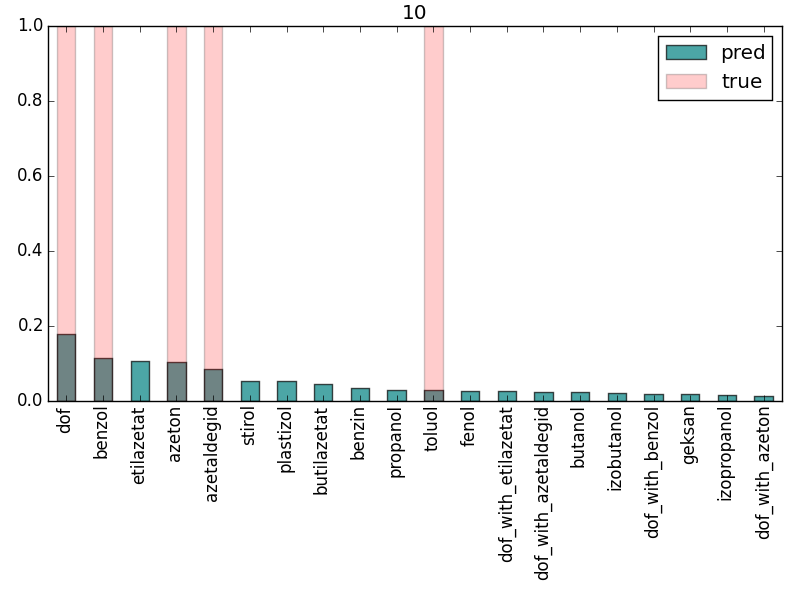 10
1.0
0.8
0.6
0.4
0.2
0.0
pred
true
dof
benzol
etilazetat
azeton
azetaldegid
stirol
plastizol
butilazetat
benzin
propanol
toluol
fenol
dof_with_etilazetat
dof_with_azetaldegid
butanol
izobutanol
dof_with_benzol
geksan
izopropanol
dof_with_azeton